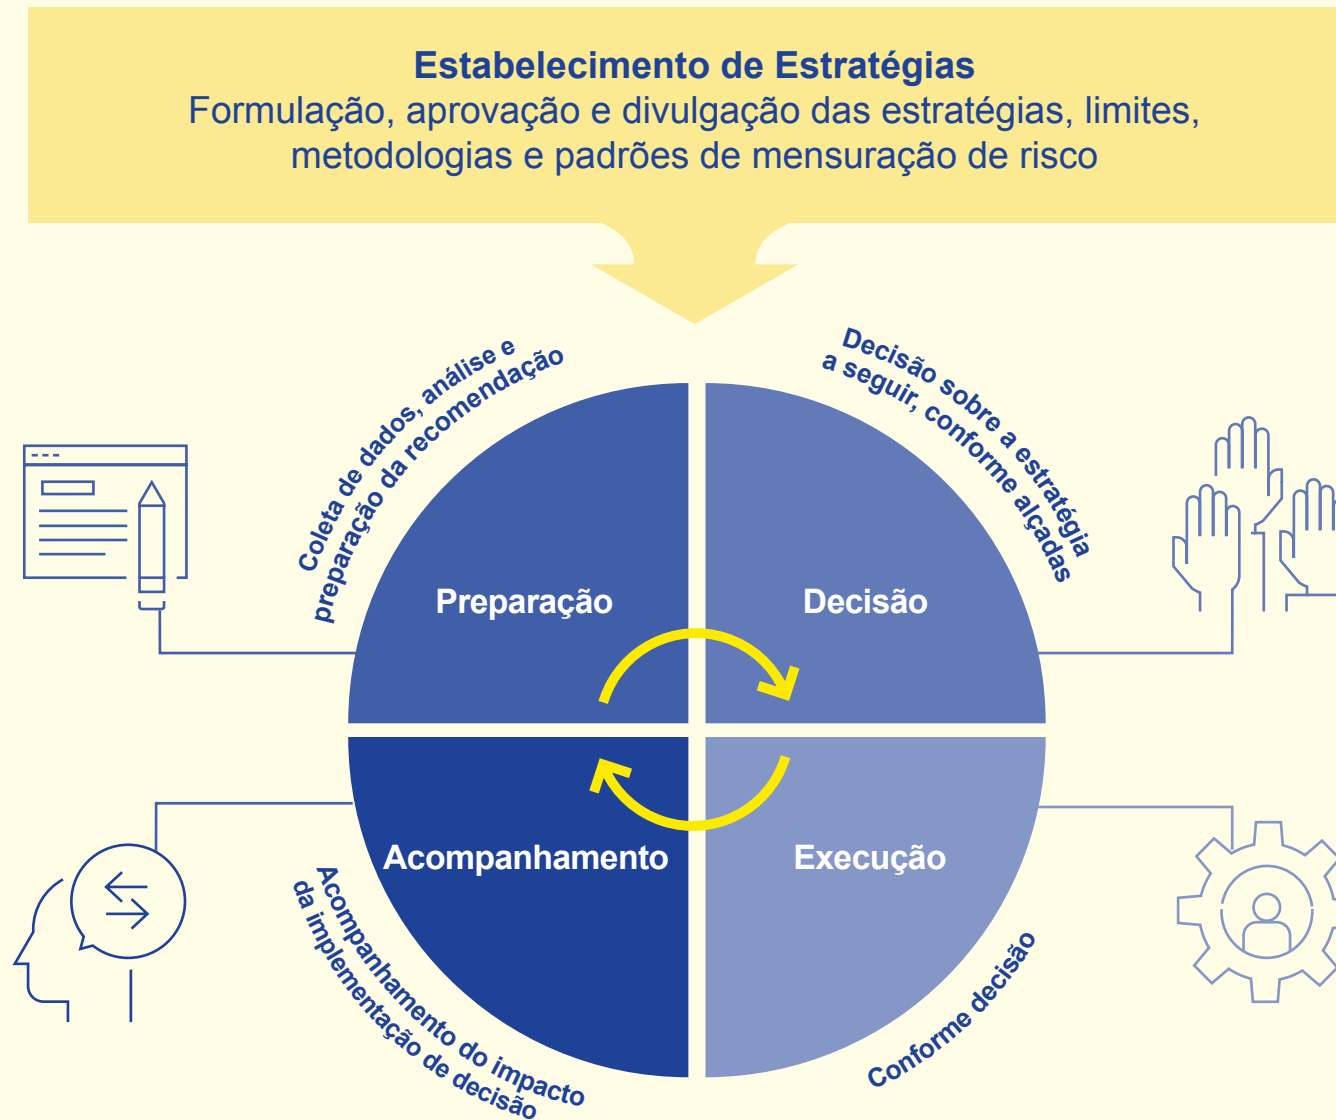 Estabelecimento de Estratégias
Formulação, aprovação e divulgação das estratégias, limites,
metodologias e padrões de mensuração de risco
Coleta de dados, análise e
preparação da recomendação
Decisão sobre a estratégia
a seguir, conforme alçadas
Preparação
Decisão
Acompanhamento
Execução
Acompanhamento do impacto
da implementação de decisão
Conforme decisão